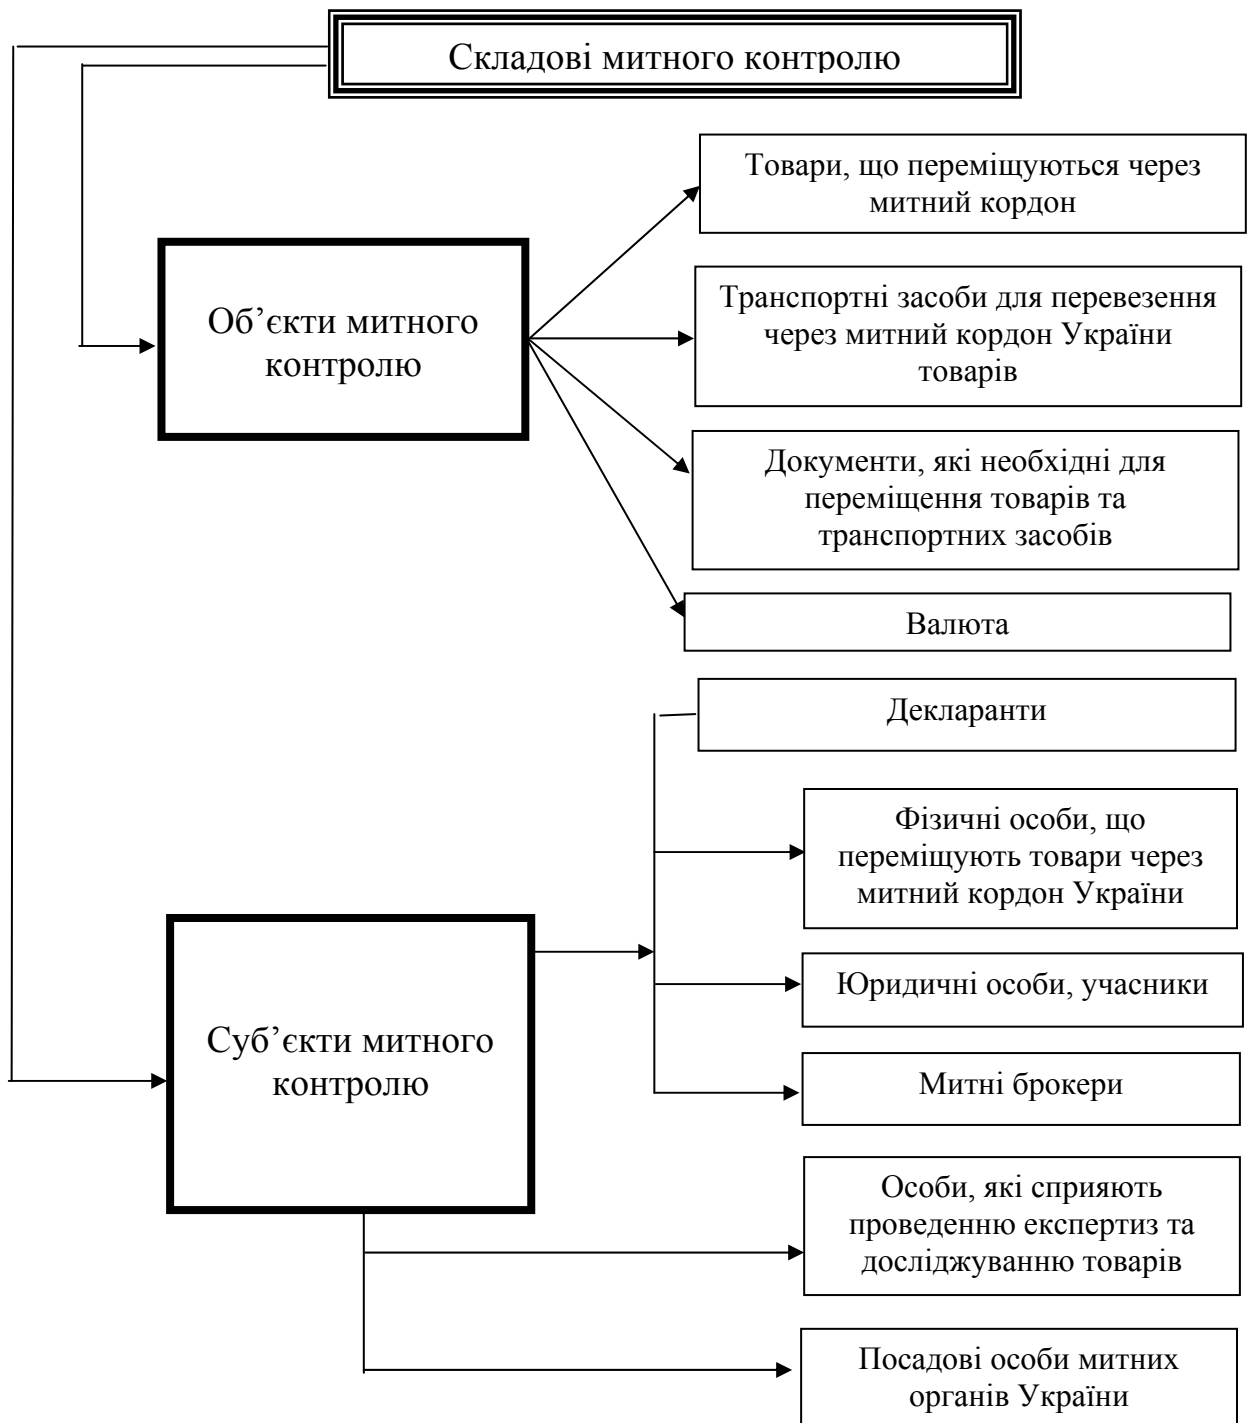 Складові митного контролю
Товари, що переміщуються через
митний кордон
Об’єкти митного
контролю
Транспортні засоби для перевезення
через митний кордон України
товарів
Документи, які необхідні для
переміщення товарів та
транспортних засобів
Валюта
Декларанти
Фізичні особи, що
переміщують товари через
митний кордон України
Суб’єкти митного
контролю
Юридичні особи, учасники
Митні брокери
Особи, які сприяють
проведенню експертиз та
досліджуванню товарів
Посадові особи митних
органів України